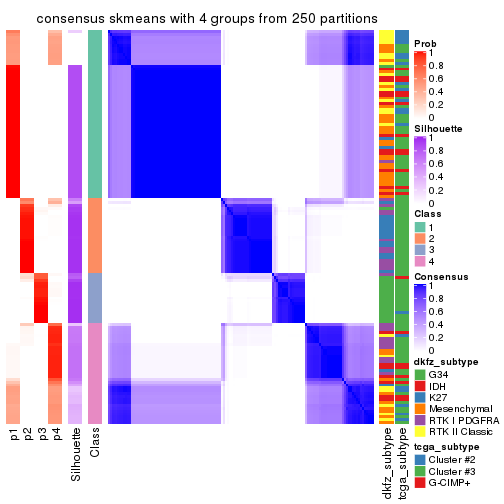 consensus skmeans with 4 groups from 250 partitions
Prob
1
0.8
0.6
0.4
0.2
0
Silhouette
1
0.8
0.6
0.4
0.2
0
Class
1
2
3
4
Consensus
1
0.8
0.6
0.4
0.2
0
dkfz_subtype
G34
IDH
K27
Mesenchymal
RTK I PDGFRA
RTK II Classic
tcga_subtype
Cluster #2
Cluster #3
G-CIMP+
p1
p2
p3
p4
Silhouette
Class
dkfz_subtype
tcga_subtype